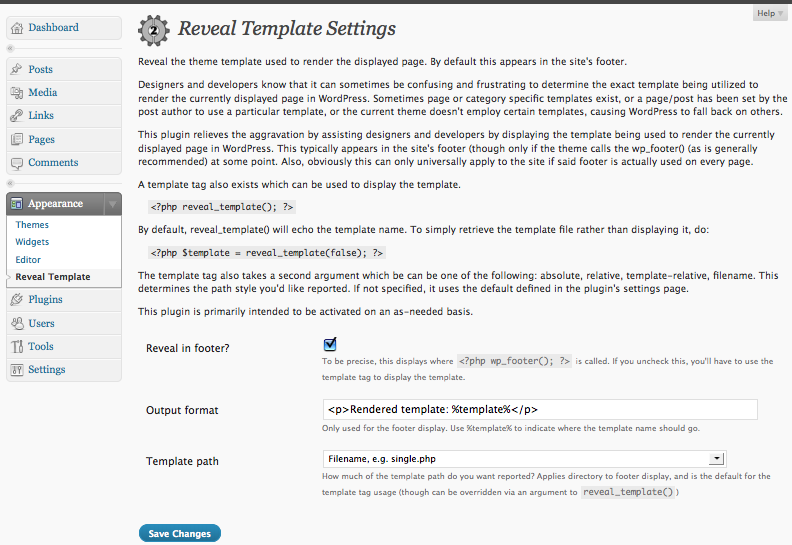 Help
Dashboard
Posts
Media
Links
Pages
Comments
Appearance
Themes
Widgets
Editor
Reveal Template
Plugins
Users
Tools
Settings
2
Reveal Template Settings
Reveal the theme template used to render the displayed page. By default this appears in the site's footer.
Designers and developers know that it can sometimes be confusing and frustrating to determine the exact template being utilized to
render the currently displayed page in WordPress. Sometimes page or category specific templates exist, or a page/post has been set by the
post author to use a particular template, or the current theme doesn't employ certain templates, causing WordPress to fall back on others.
This plugin relieves the aggravation by assisting designers and developers by displaying the template being used to render the currently
displayed page in WordPress. This typically appears in the site's footer (though only if the theme calls the wp_footer() (as is generally
recommended) at some point. Also, obviously this can only universally apply to the site if said footer is actually used on every page.
A template tag also exists which can be used to display the template.
<?php reveal_template(); ?>
By default, reveal_template() will echo the template name. To simply retrieve the template file rather than displaying it, do:
<?php $template = reveal_template(false); ?>
The template tag also takes a second argument which be can be one of the following: absolute, relative, template-relative, filename. This
determines the path style you'd like reported. If not specified, it uses the default defined in the plugin's settings page.
This plugin is primarily intended to be activated on an as-needed basis.
Reveal in footer?
To be precise, this displays where <?php wp_footer(); ?> is called. If you uncheck this, you'll have to use the
template tag to display the template.
Output format
<p>Rendered template: %template%</p>
Only used for the footer display. Use %template% to indicate where the template name should go.
Template path
Filename, e.g. single.php
How much of the template path do you want reported? Applies directory to footer display, and is the default for the
template tag usage (though can be overridden via an argument to reveal_template())
Save Changes